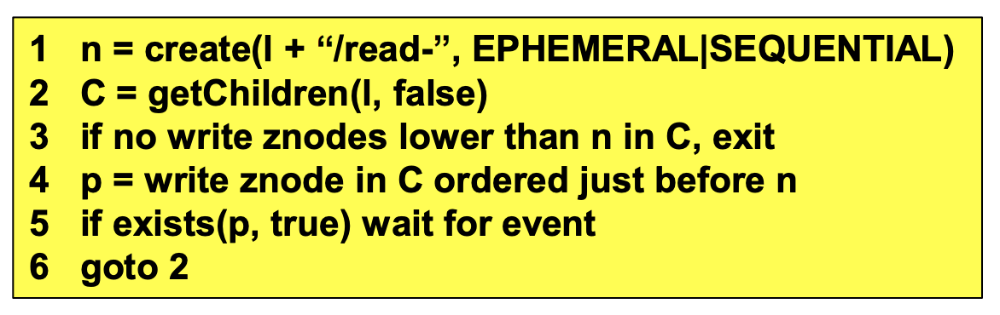 1 n = create(l + “/read-”, EPHEMERAL|SEQUENTIAL)
2 C = getChildren(l, false)
3 if no write znodes lower than n in C, exit
4 p = write znode in C ordered just before n
5 if exists(p, true) wait for event
6 goto 2